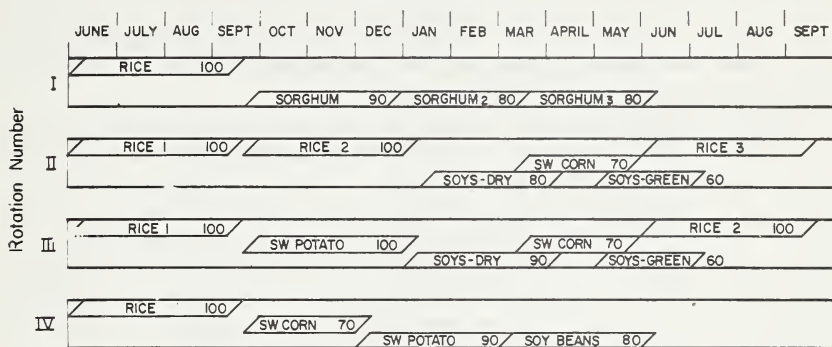 JUNE JULY AUG SEPT OCT NOV DEC JAN FEB MAR APRIL MAY JUN JUL AUG SEPT
Rotation Number
I
RICE 100
SORGHUM 90 SORGHUM 2 80 SORGHUM 3 80
II
RICE 1 100 RICE 2 100 RICE 3
SW CORN 70
SOYS-DRY 80 SOYS-GREEN 60
III
RICE 1 100 RICE 2 100
SW POTATO 100 SW CORN 70
SOYS-DRY 90 SOYS-GREEN 60
IV
RICE 100
SW CORN 70
SW POTATO 90 SOY BEANS 80